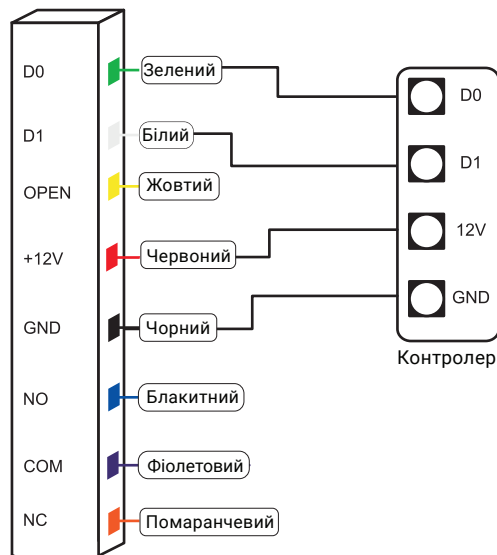 D0 Зелений D0
D1 Білий D1
OPEN Жовтий
+12V Червоний 12V
GND Чорний GND
Контролер
NO Блакитний
COM Фіолетовий
NC Помаранчевий